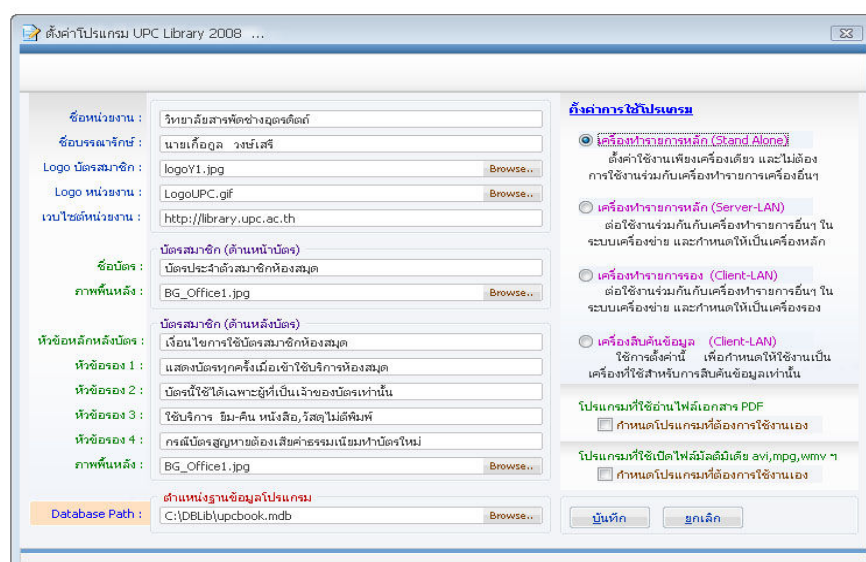 ตั้งค่าโปรแกรม UPC Library 2008 ...
ชื่อหน่วยงาน : วิทยาลัยสารพัดช่างอุตรดิตถ์
ชื่อบรรณารักษ์ : นายเกื้อกูล วงษ์เสรี
Logo บัตรสมาชิก : logoY1.jpg Browse..
Logo หน่วยงาน : LogoUPC.gif Browse..
เวบไซต์หน่วยงาน : http://library.upc.ac.th
บัตรสมาชิก (ด้านหน้าบัตร)
ชื่อบัตร : บัตรประจำตัวสมาชิกห้องสมุด
ภาพพื้นหลัง : BG_Office1.jpg Browse..
บัตรสมาชิก (ด้านหลังบัตร)
หัวข้อหลักหลังบัตร : เงื่อนไขการใช้บัตรสมาชิกห้องสมุด
หัวข้อรอง 1 : แสดงบัตรทุกครั้งเมื่อเข้าใช้บริการห้องสมุด
หัวข้อรอง 2 : บัตรนี้ใช้ได้เฉพาะผู้ที่เป็นเจ้าของบัตรเท่านั้น
หัวข้อรอง 3 : ใช้บริการ ยืม-คืน หนังสือ,วัสดุไม่ตีพิมพ์
หัวข้อรอง 4 : กรณีบัตรสูญหายต้องเสียค่าธรรมเนียมทำบัตรใหม่
ภาพพื้นหลัง : BG_Office1.jpg Browse..
ตำแหน่งฐานข้อมูลโปรแกรม
Database Path : C:\DBLib\upcbook.mdb Browse..
ตั้งค่าการใช้โปรแกรม
เครื่องทำรายการหลัก (Stand Alone)
ตั้งค่าใช้งานเพียงเครื่องเดียว และไม่ต้อง
การใช้งานร่วมกับเครื่องทำรายการเครื่องอื่นๆ
เครื่องทำรายการหลัก (Server-LAN)
ต่อใช้งานร่วมกันกับเครื่องทำรายการอื่นๆ ใน
ระบบเครื่องข่าย และกำหนดให้เป็นเครื่องหลัก
เครื่องทำรายการรอง (Client-LAN)
ต่อใช้งานร่วมกันกับเครื่องทำรายการอื่นๆ ใน
ระบบเครื่องข่าย และกำหนดให้เป็นเครื่องรอง
เครื่องสืบค้นข้อมูล (Client-LAN)
ใช้การตั้งค่านี้ เพื่อกำหนดให้ใช้งานเป็น
เครื่องที่ใช้สำหรับการสืบค้นข้อมูลเท่านั้น
โปรแกรมที่ใช้อ่านไฟล์เอกสาร PDF
กำหนดโปรแกรมที่ต้องการใช้งานเอง
โปรแกรมที่ใช้เปิดไฟล์มัลติมีเดีย avi,mpg,wmv ฯ
กำหนดโปรแกรมที่ต้องการใช้งานเอง
บันทึก ยกเลิก